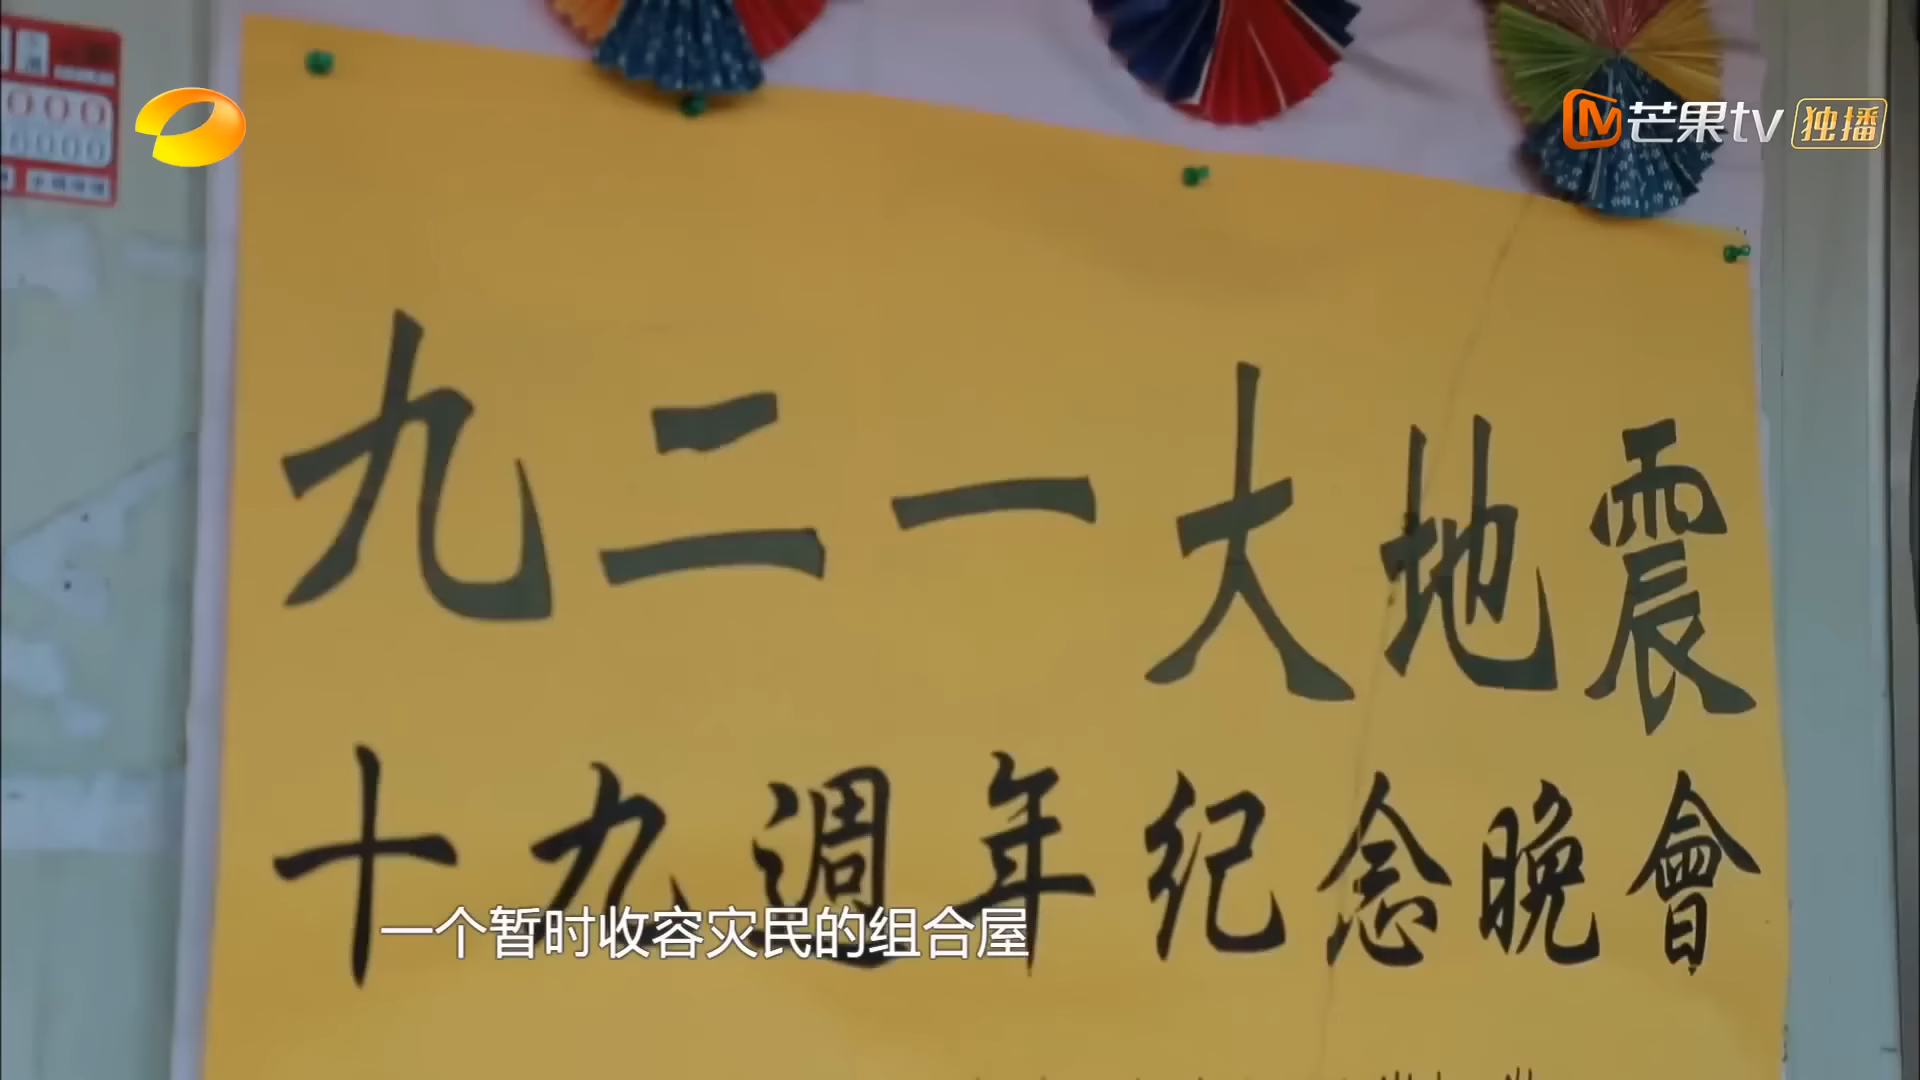 芒果tv 独播
九二一大地震
十九週年纪念晚會
一个暂时收容灾民的组合屋